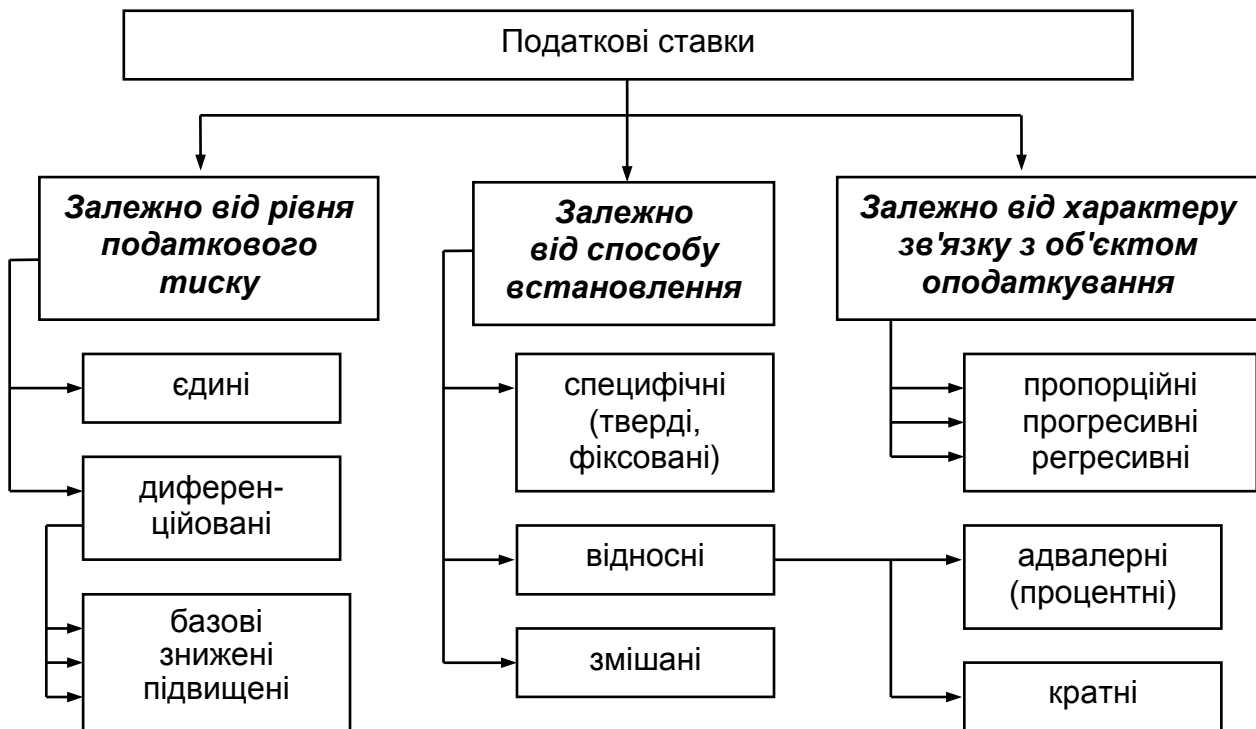 Податкові ставки
Залежно від рівня
податкового
тиску
єдині
диферен-
ційовані
базові
знижені
підвищені
Залежно
від способу
встановлення
специфічні
(тверді,
фіксовані)
відносні
змішані
Залежно від характеру
зв'язку з об'єктом
оподаткування
пропорційні
прогресивні
регресивні
адвалерні
(процентні)
кратні